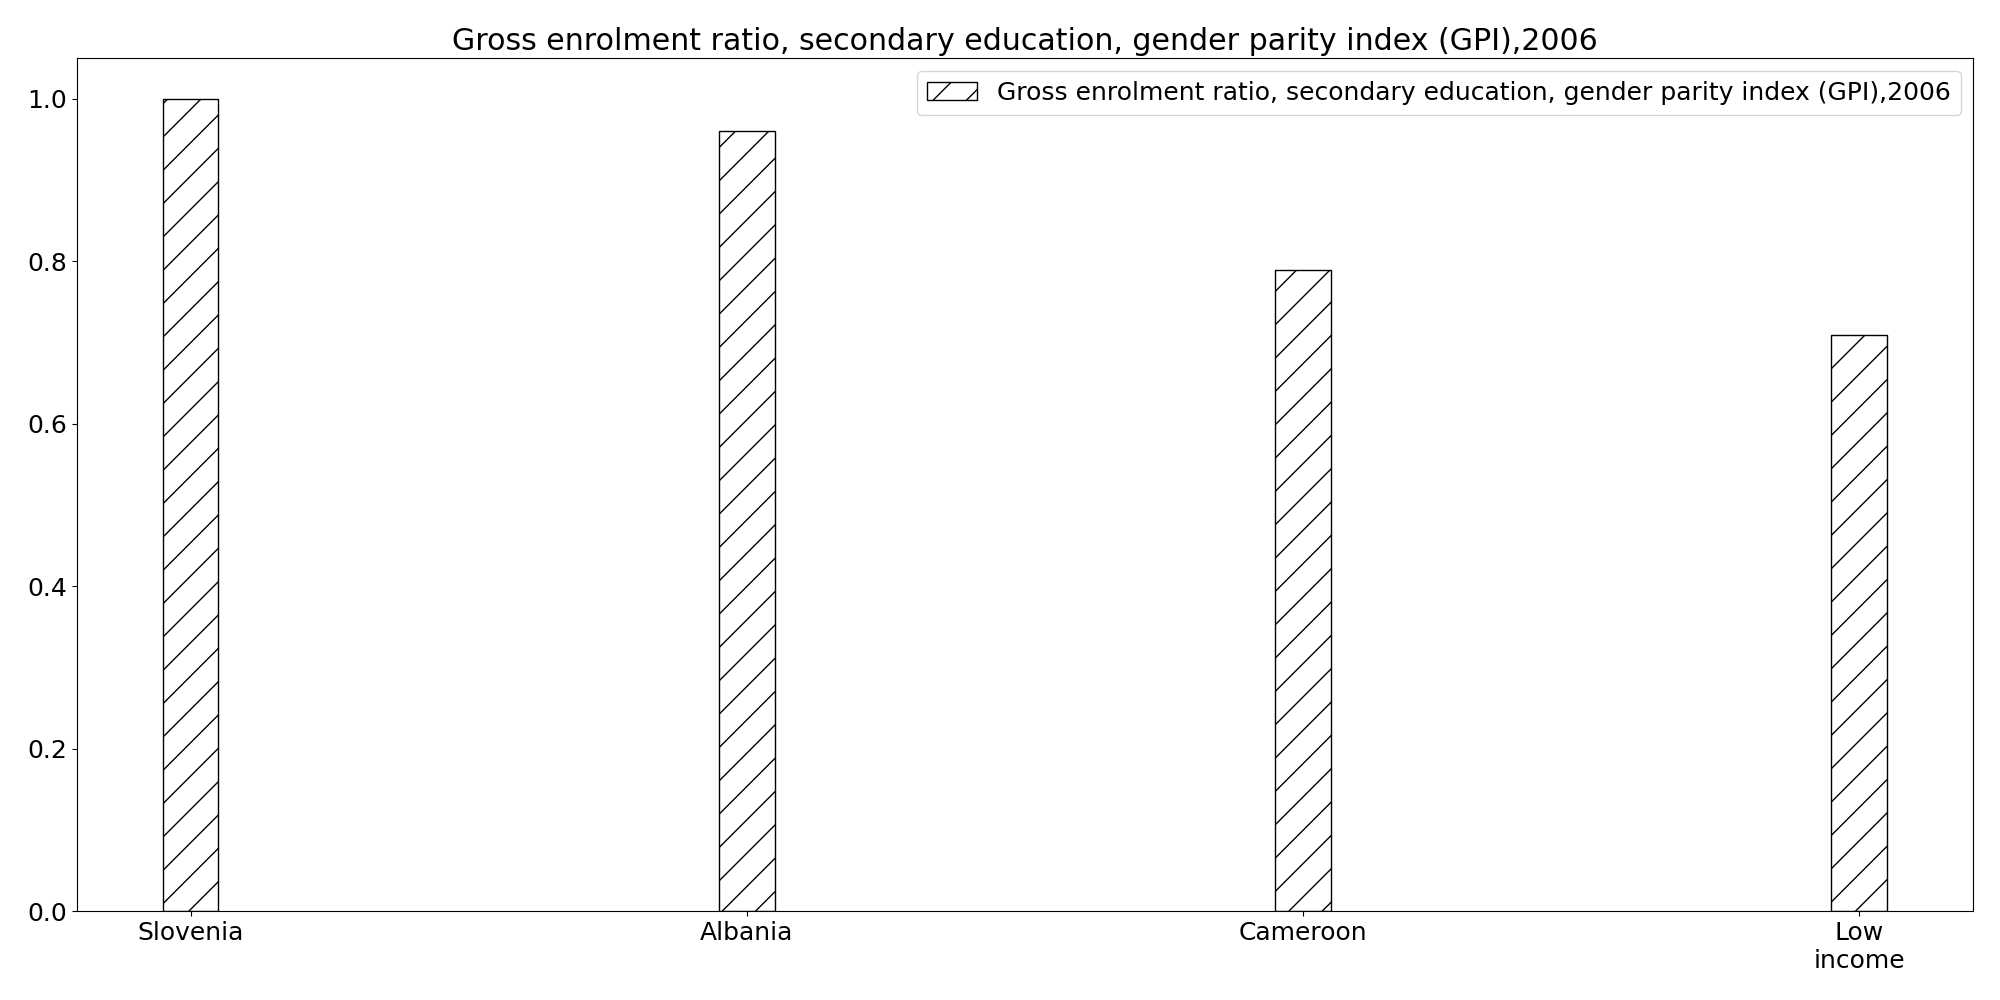 Gross enrolment ratio, secondary education, gender parity index (GPI),2006
Gross enrolment ratio, secondary education, gender parity index (GPI),2006
1.0
0.8
0.6
0.4
0.2
0.0
Slovenia
Albania
Cameroon
Low
income